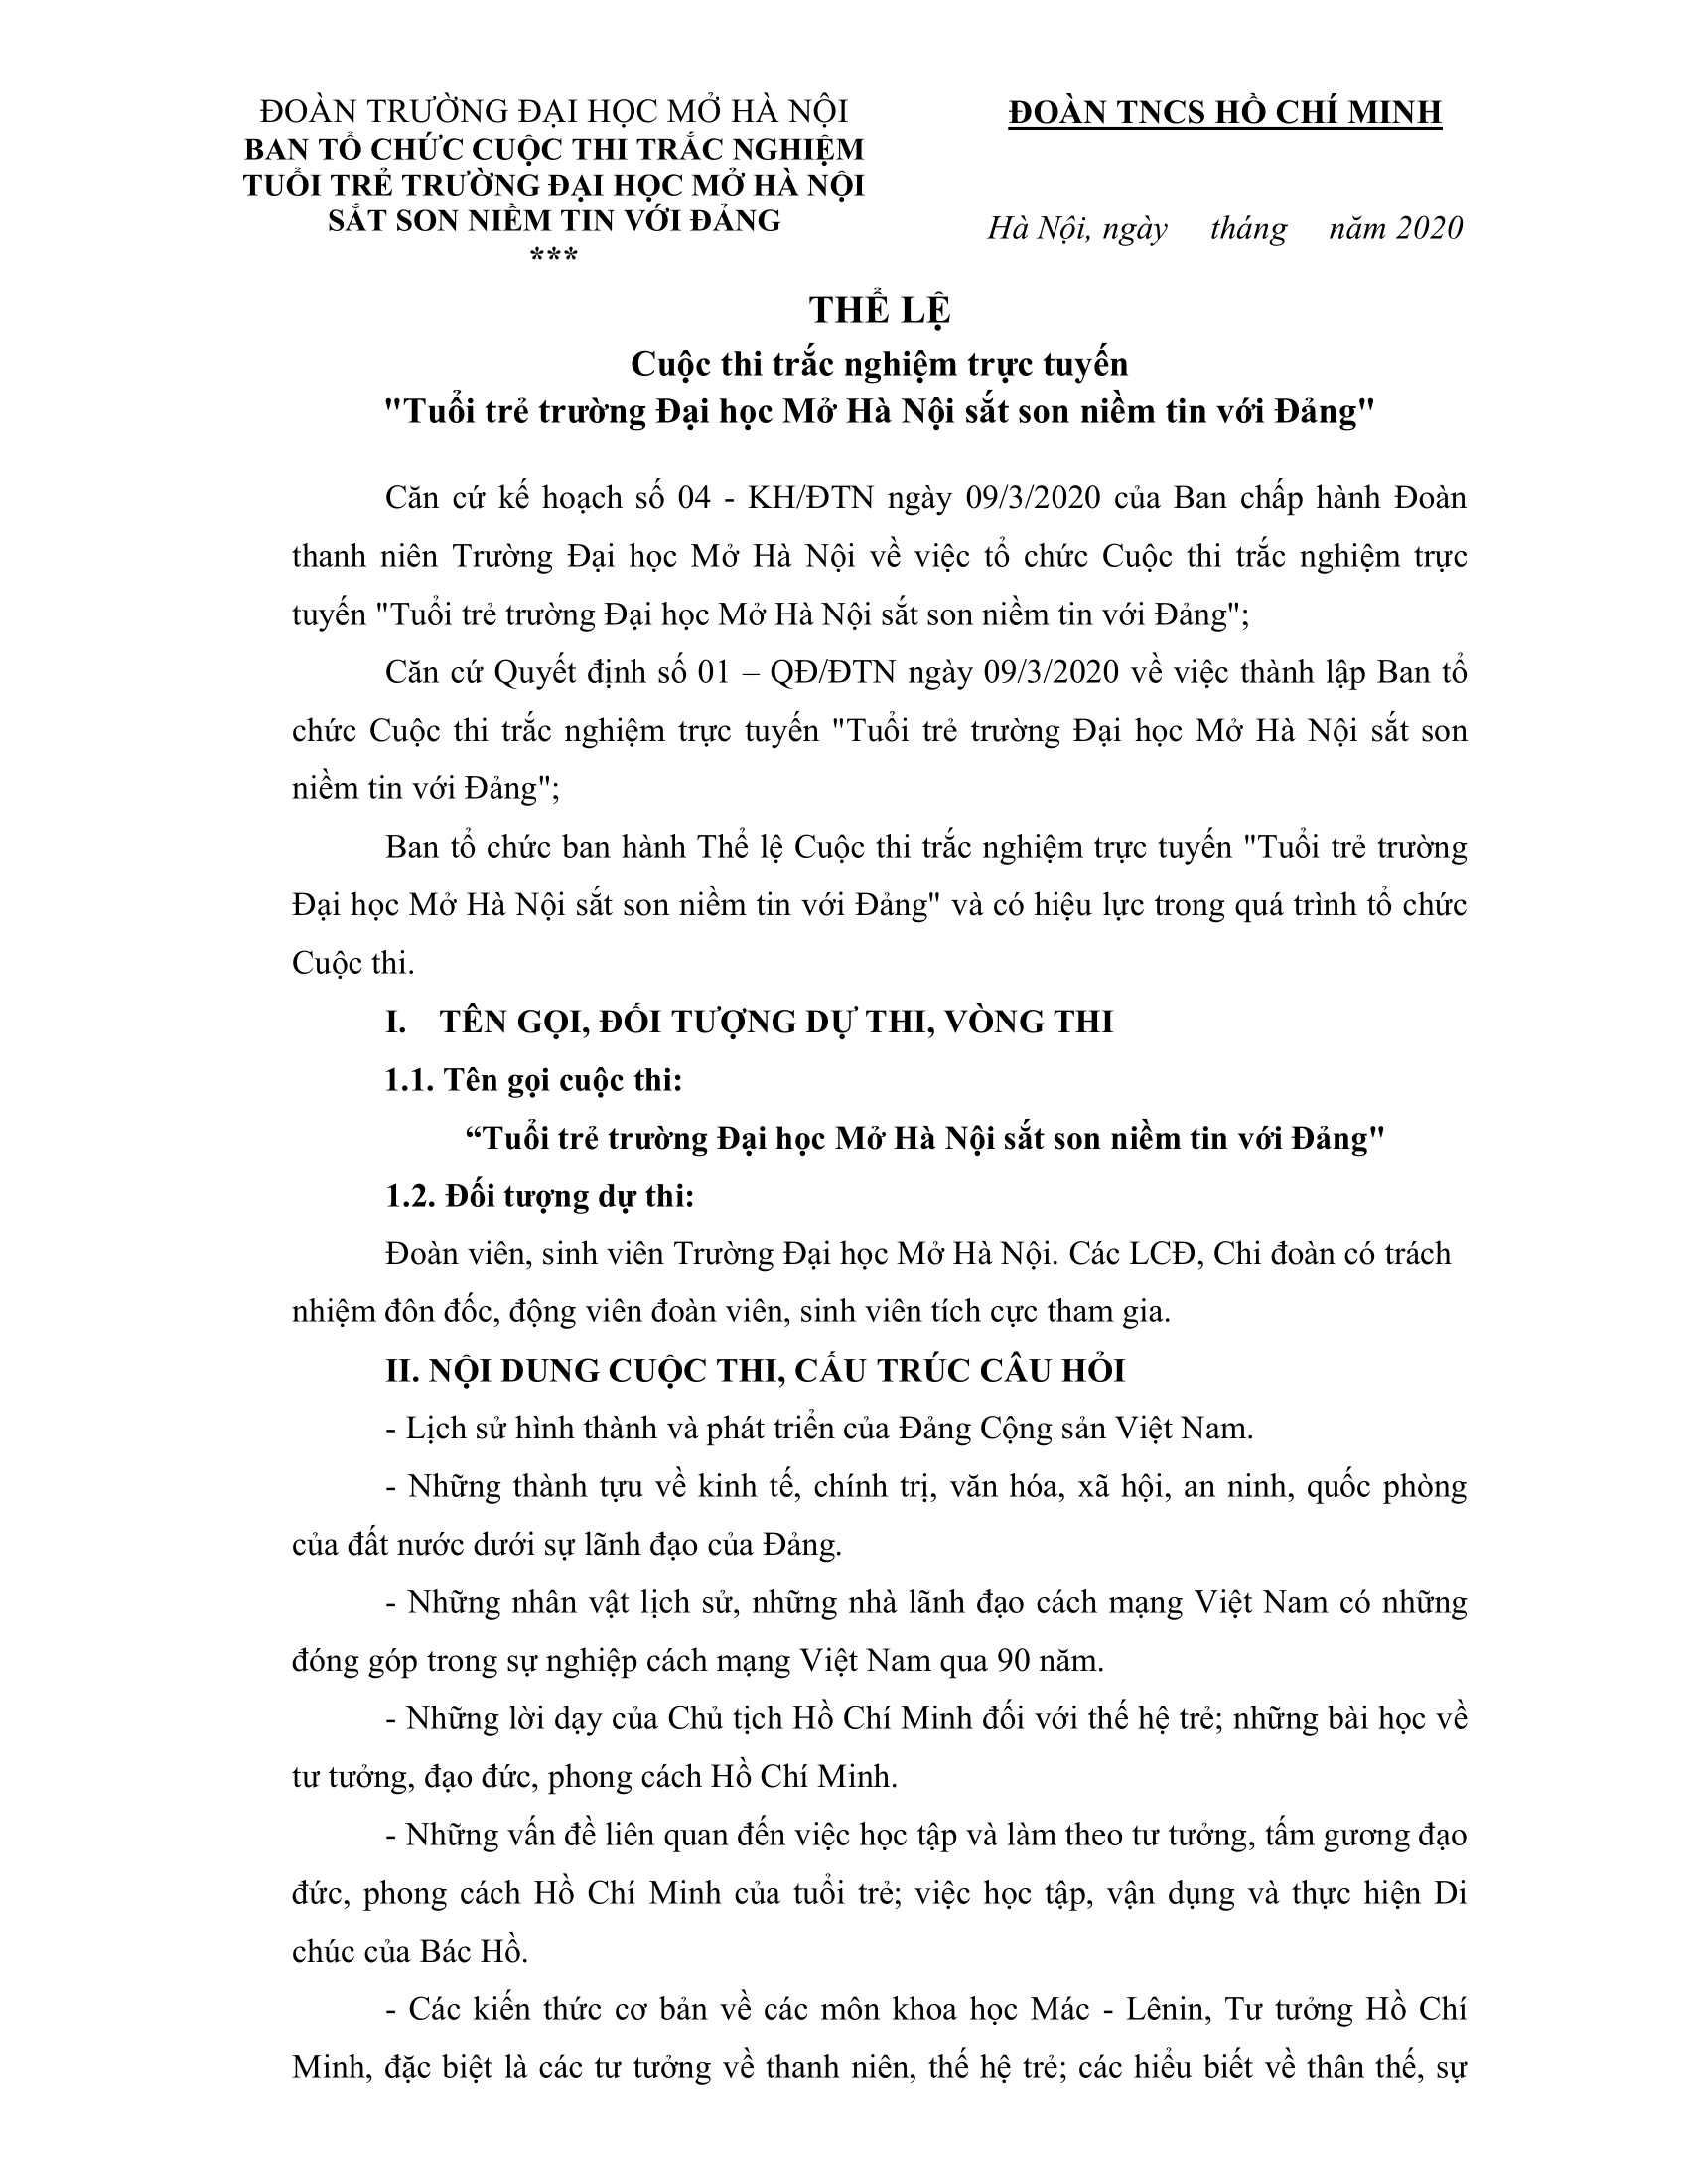 ĐOÀN TRƯỜNG ĐẠI HỌC MỞ HÀ NỘI
BAN TỔ CHỨC CUỘC THI TRẮC NGHIỆM
TUỔI TRẺ TRƯỜNG ĐẠI HỌC MỞ HÀ NỘI
SẮT SON NIỀM TIN VỚI ĐẢNG
***
ĐOÀN TNCS HỒ CHÍ MINH
Hà Nội, ngày tháng năm 2020
THỂ LỆ
Cuộc thi trắc nghiệm trực tuyến
"Tuổi trẻ trường Đại học Mở Hà Nội sắt son niềm tin với Đảng"
Căn cứ kế hoạch số 04 - KH/ĐTN ngày 09/3/2020 của Ban chấp hành Đoàn
thanh niên Trường Đại học Mở Hà Nội về việc tổ chức Cuộc thi trắc nghiệm trực
tuyến "Tuổi trẻ trường Đại học Mở Hà Nội sắt son niềm tin với Đảng";
Căn cứ Quyết định số 01 – QĐ/ĐTN ngày 09/3/2020 về việc thành lập Ban tổ
chức Cuộc thi trắc nghiệm trực tuyến "Tuổi trẻ trường Đại học Mở Hà Nội sắt son
niềm tin với Đảng";
Ban tổ chức ban hành Thể lệ Cuộc thi trắc nghiệm trực tuyến "Tuổi trẻ trường
Đại học Mở Hà Nội sắt son niềm tin với Đảng" và có hiệu lực trong quá trình tổ chức
Cuộc thi.
I. TÊN GỌI, ĐỐI TƯỢNG DỰ THI, VÒNG THI
1.1. Tên gọi cuộc thi:
“Tuổi trẻ trường Đại học Mở Hà Nội sắt son niềm tin với Đảng"
1.2. Đối tượng dự thi:
Đoàn viên, sinh viên Trường Đại học Mở Hà Nội. Các LCĐ, Chi đoàn có trách
nhiệm đôn đốc, động viên đoàn viên, sinh viên tích cực tham gia.
II. NỘI DUNG CUỘC THI, CẤU TRÚC CÂU HỎI
- Lịch sử hình thành và phát triển của Đảng Cộng sản Việt Nam.
- Những thành tựu về kinh tế, chính trị, văn hóa, xã hội, an ninh, quốc phòng
của đất nước dưới sự lãnh đạo của Đảng.
- Những nhân vật lịch sử, những nhà lãnh đạo cách mạng Việt Nam có những
đóng góp trong sự nghiệp cách mạng Việt Nam qua 90 năm.
- Những lời dạy của Chủ tịch Hồ Chí Minh đối với thế hệ trẻ; những bài học về
tư tưởng, đạo đức, phong cách Hồ Chí Minh.
- Những vấn đề liên quan đến việc học tập và làm theo tư tưởng, tấm gương đạo
đức, phong cách Hồ Chí Minh của tuổi trẻ; việc học tập, vận dụng và thực hiện Di
chúc của Bác Hồ.
- Các kiến thức cơ bản về các môn khoa học Mác - Lênin, Tư tưởng Hồ Chí
Minh, đặc biệt là các tư tưởng về thanh niên, thế hệ trẻ; các hiểu biết về thân thế, sự